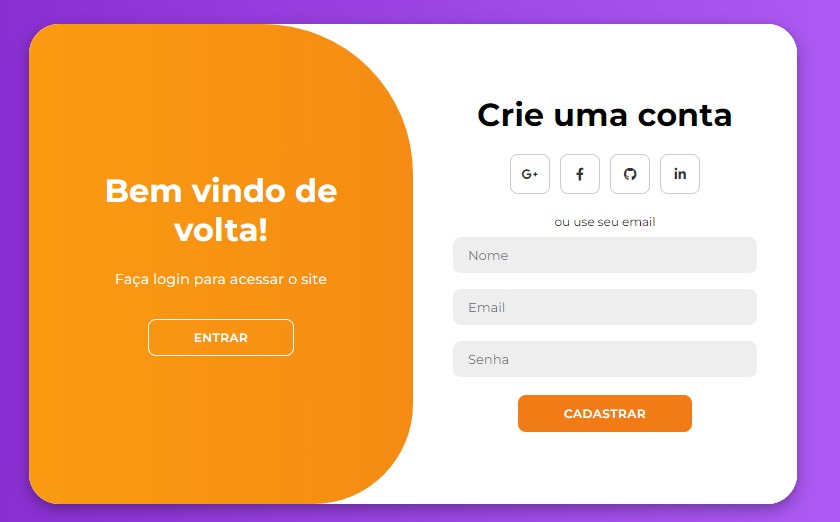 Bem vindo de
volta!
Faça login para acessar o site
ENTRAR
Crie uma conta
G+ f in
ou use seu email
Nome
Email
Senha
CADASTRAR